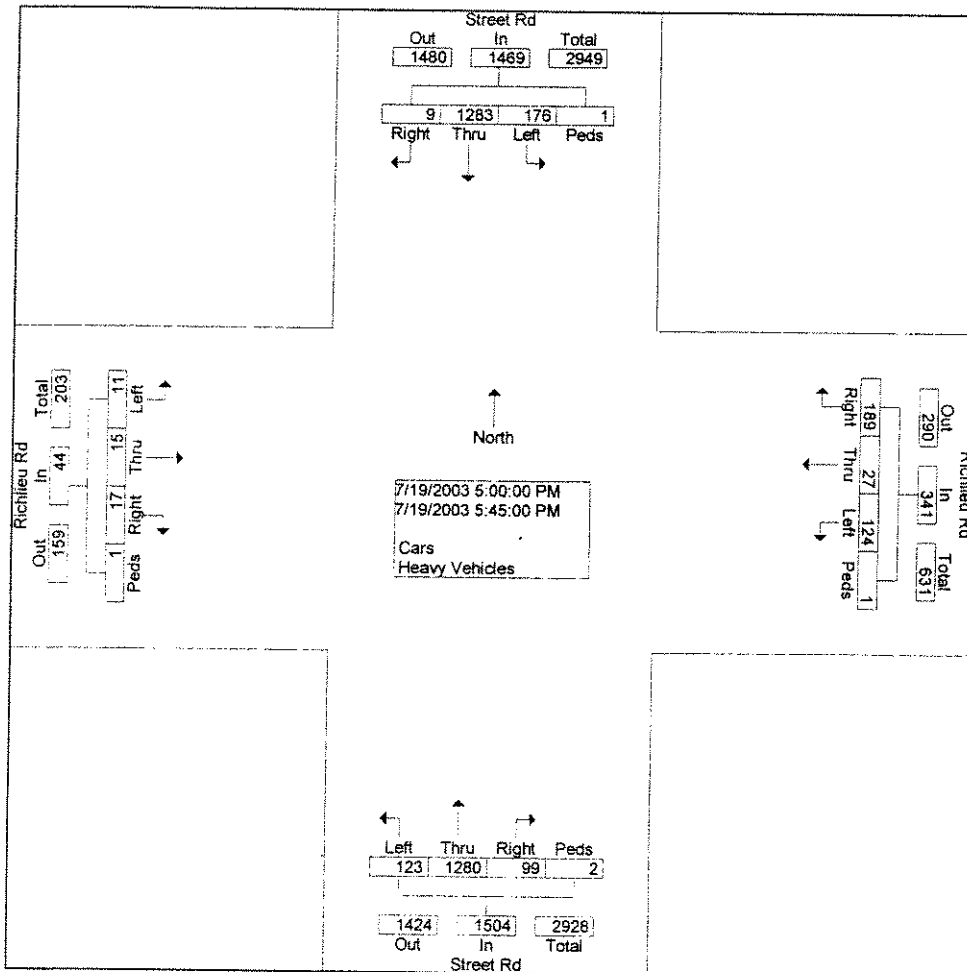 Street Rd
Out In Total
1480 1469 2949
9 1283 176 1
Right Thru Left Peds
Richlieu Rd
Total In Out
203 44 159
11 15 17 1
Left Thru Right Peds
North
7/19/2003 5:00:00 PM
7/19/2003 5:45:00 PM
Cars
Heavy Vehicles
Right Thru Left Peds
189 27 124 1
Out In Total
290 341 631
Richlieu Rd
Left Thru Right Peds
123 1280 99 2
1424 1504 2928
Out In Total
Street Rd